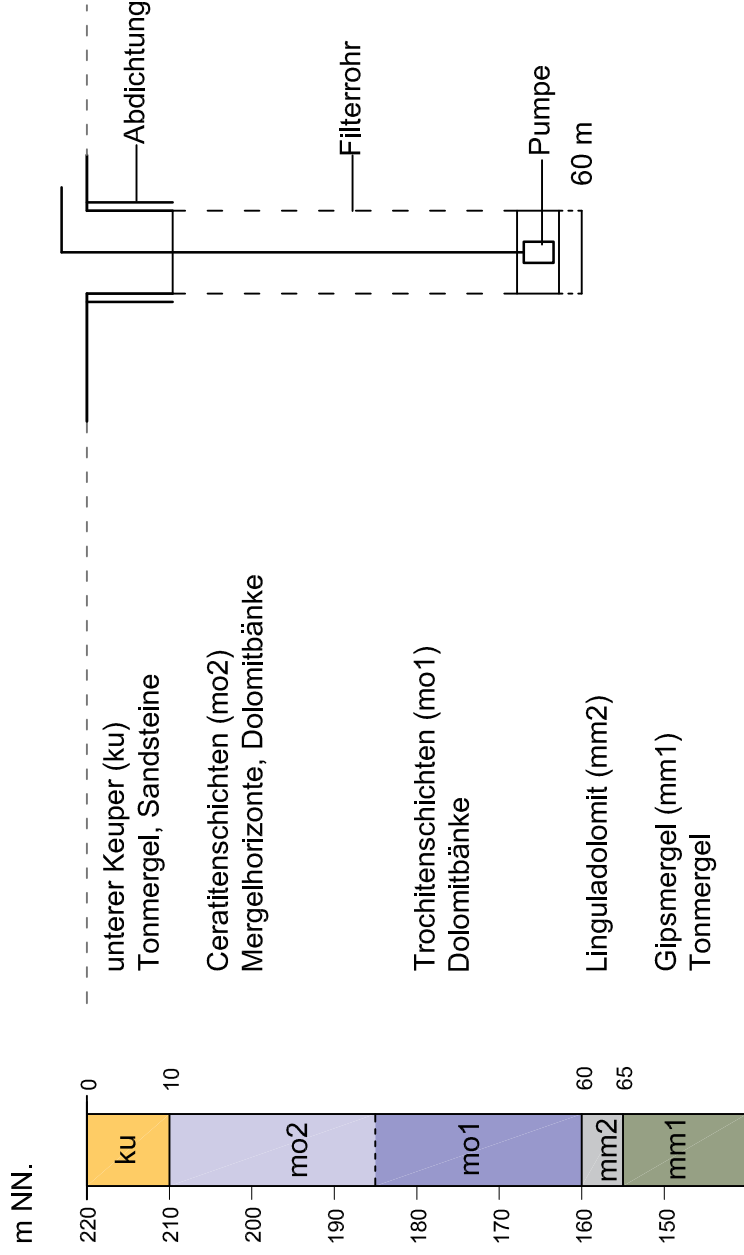 m NN.
220
210
200
190
180
170
160
150
ku
mo2
mo1
mm2
mm1
0
10
60
65
unterer Keuper (ku)
Tonmergel, Sandsteine
Ceratitenschichten (mo2)
Mergelhorizonte, Dolomitbänke
Trochitenschichten (mo1)
Dolomitbänke
Linguladolomit (mm2)
Gipsmergel (mm1)
Tonmergel
Abdichtung
Filterrohr
Pumpe
60 m